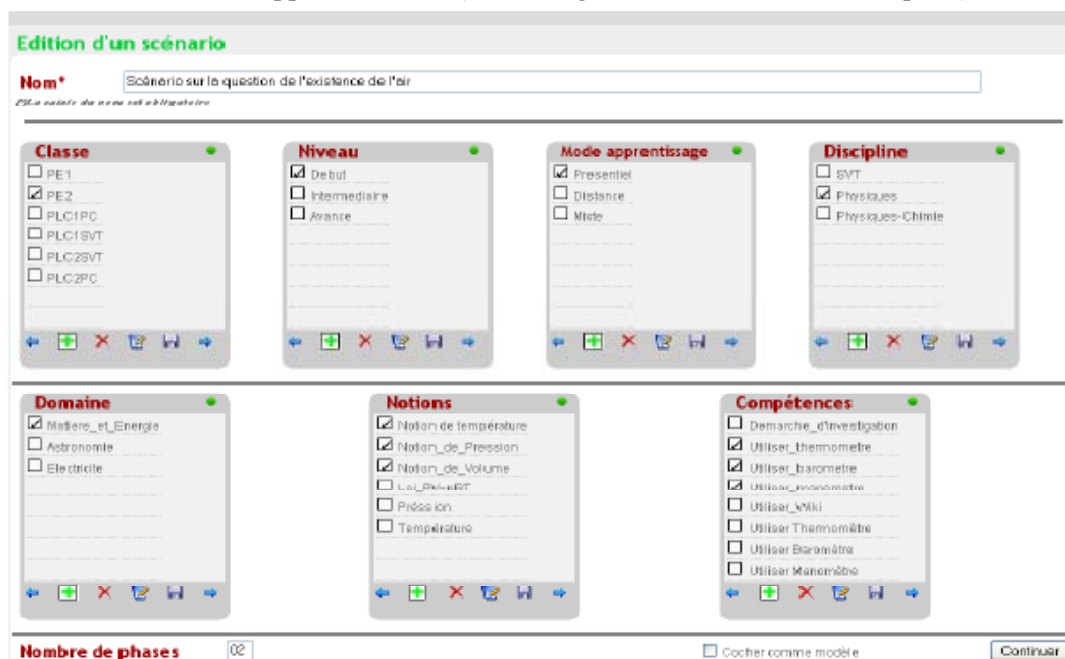 Edition d'un scénario
Nom* Scénario sur la question de l'existence de l'air
Classe
PE1
PE2
PLC1PC
PLC1SVT
PLC2SVT
PLC2PC
Niveau
Debut
Intermediaire
Avance
Mode apprentissage
Presentiel
Distance
Mixte
Discipline
SVT
Physiques
Physiques-Chimie
Domaine
Matiere_et_Energie
Astronomie
Electricite
Notions
Notion de température
Notion_de_Pression
Notion_de_Volume
Préssion
Température
Compétences
Demarche_d'investigation
Utiliser_thermometre
Utiliser_barometre
Utiliser_manometre
Utiliser_Wiki
Utiliser Thermomètre
Utiliser Baromètre
Utiliser Manomètre
Nombre de phases 02
Cocher comme modèle
Continuer